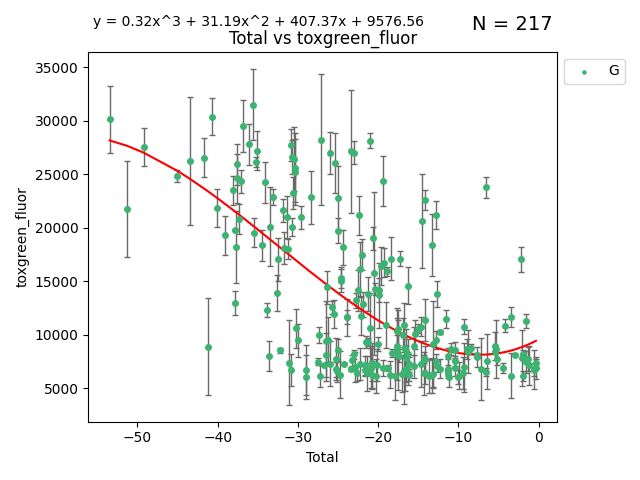 y = 0.32x^3 + 31.19x^2 + 407.37x + 9576.56
N = 217
Total vs toxgreen_fluor
G
toxgreen_fluor
35000
30000
25000
20000
15000
10000
5000
−50
−40
−30
−20
−10
0
Total